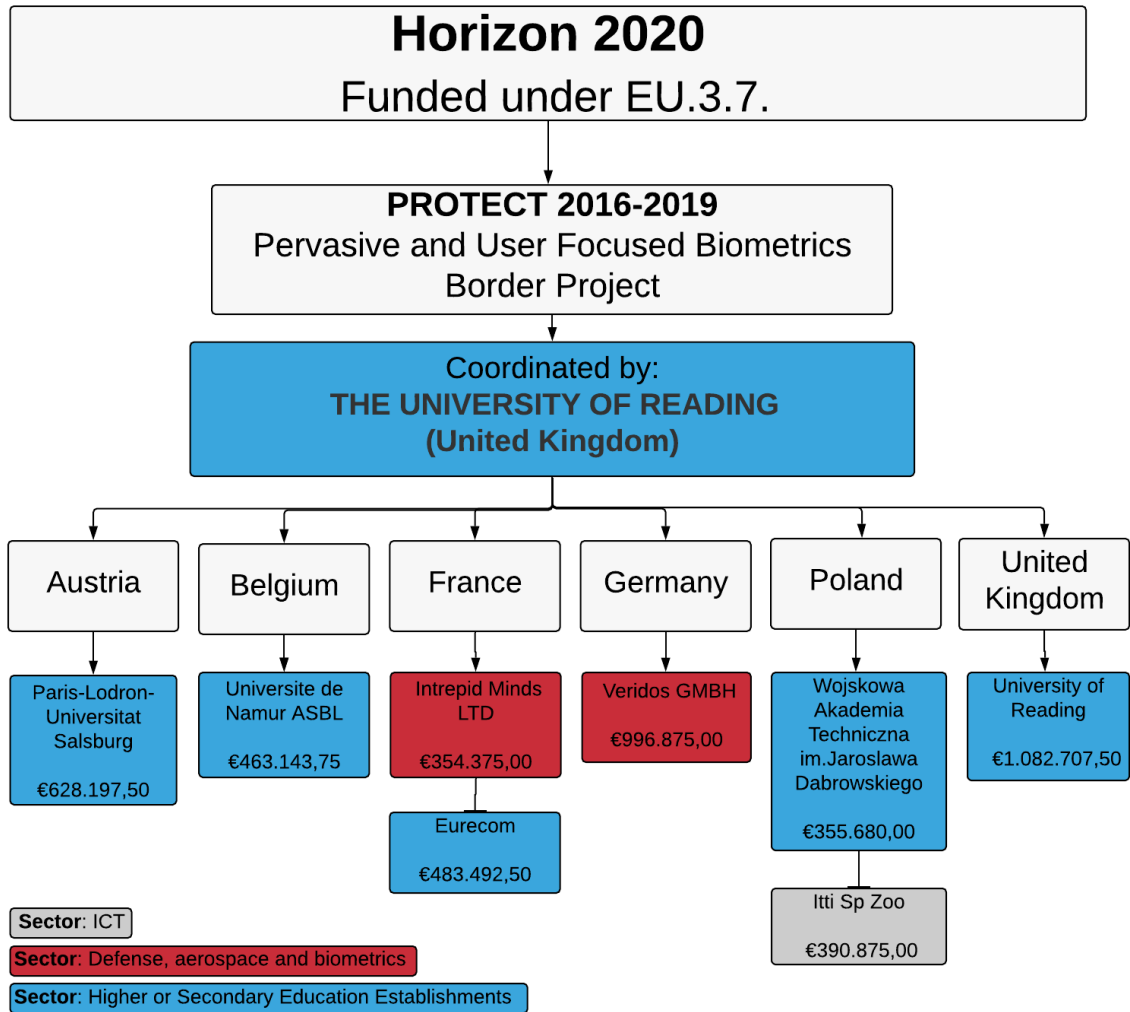 Horizon 2020
Funded under EU.3.7.
PROTECT 2016-2019
Pervasive and User Focused Biometrics
Border Project
Coordinated by:
THE UNIVERSITY OF READING
(United Kingdom)
Austria
Belgium
France
Germany
Poland
United
Kingdom
Paris-Lodron-
Universitat
Salsburg
€628.197,50
Universite de
Namur ASBL
€463.143,75
Intrepid Minds
LTD
€354.375,00
Eurecom
€483.492,50
Veridos GMBH
€996.875,00
Wojskowa
Akademia
Techniczna
im.Jaroslawa
Dabrowskiego
€355.680,00
Itti Sp Zoo
€390.875,00
University of
Reading
€1.082.707,50
Sector: ICT
Sector: Defense, aerospace and biometrics
Sector: Higher or Secondary Education Establishments